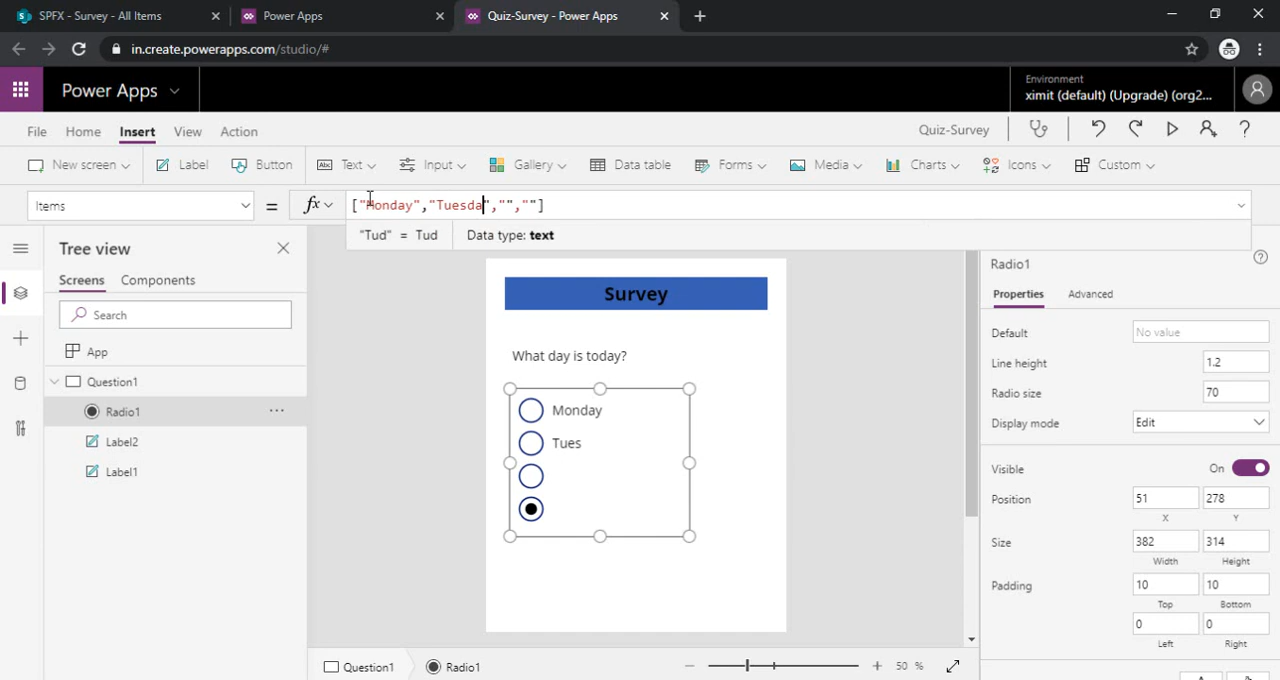 SPFX - Survey - All Items
Power Apps
Quiz-Survey - Power Apps
in.create.powerapps.com/studio/#
Power Apps
Environment
ximit (default) (Upgrade) (org2...
File Home Insert View Action
Quiz-Survey
New screen Label Button Text Input Gallery Data table Forms Media Charts Icons Custom
Items = fx ["Monday","Tuesda","",""]
"Tud" = Tud Data type: text
Tree view
Screens Components
Search
App
Question1
Radio1
Label2
Label1
Survey
What day is today?
Monday
Tues
Radio1
Properties Advanced
Default No value
Line height 1.2
Radio size 70
Display mode Edit
Visible On
Position 51 278
X Y
Size 382 314
Width Height
Padding 10 10
Top Bottom
0 0
Left Right
Question1 Radio1
50 %